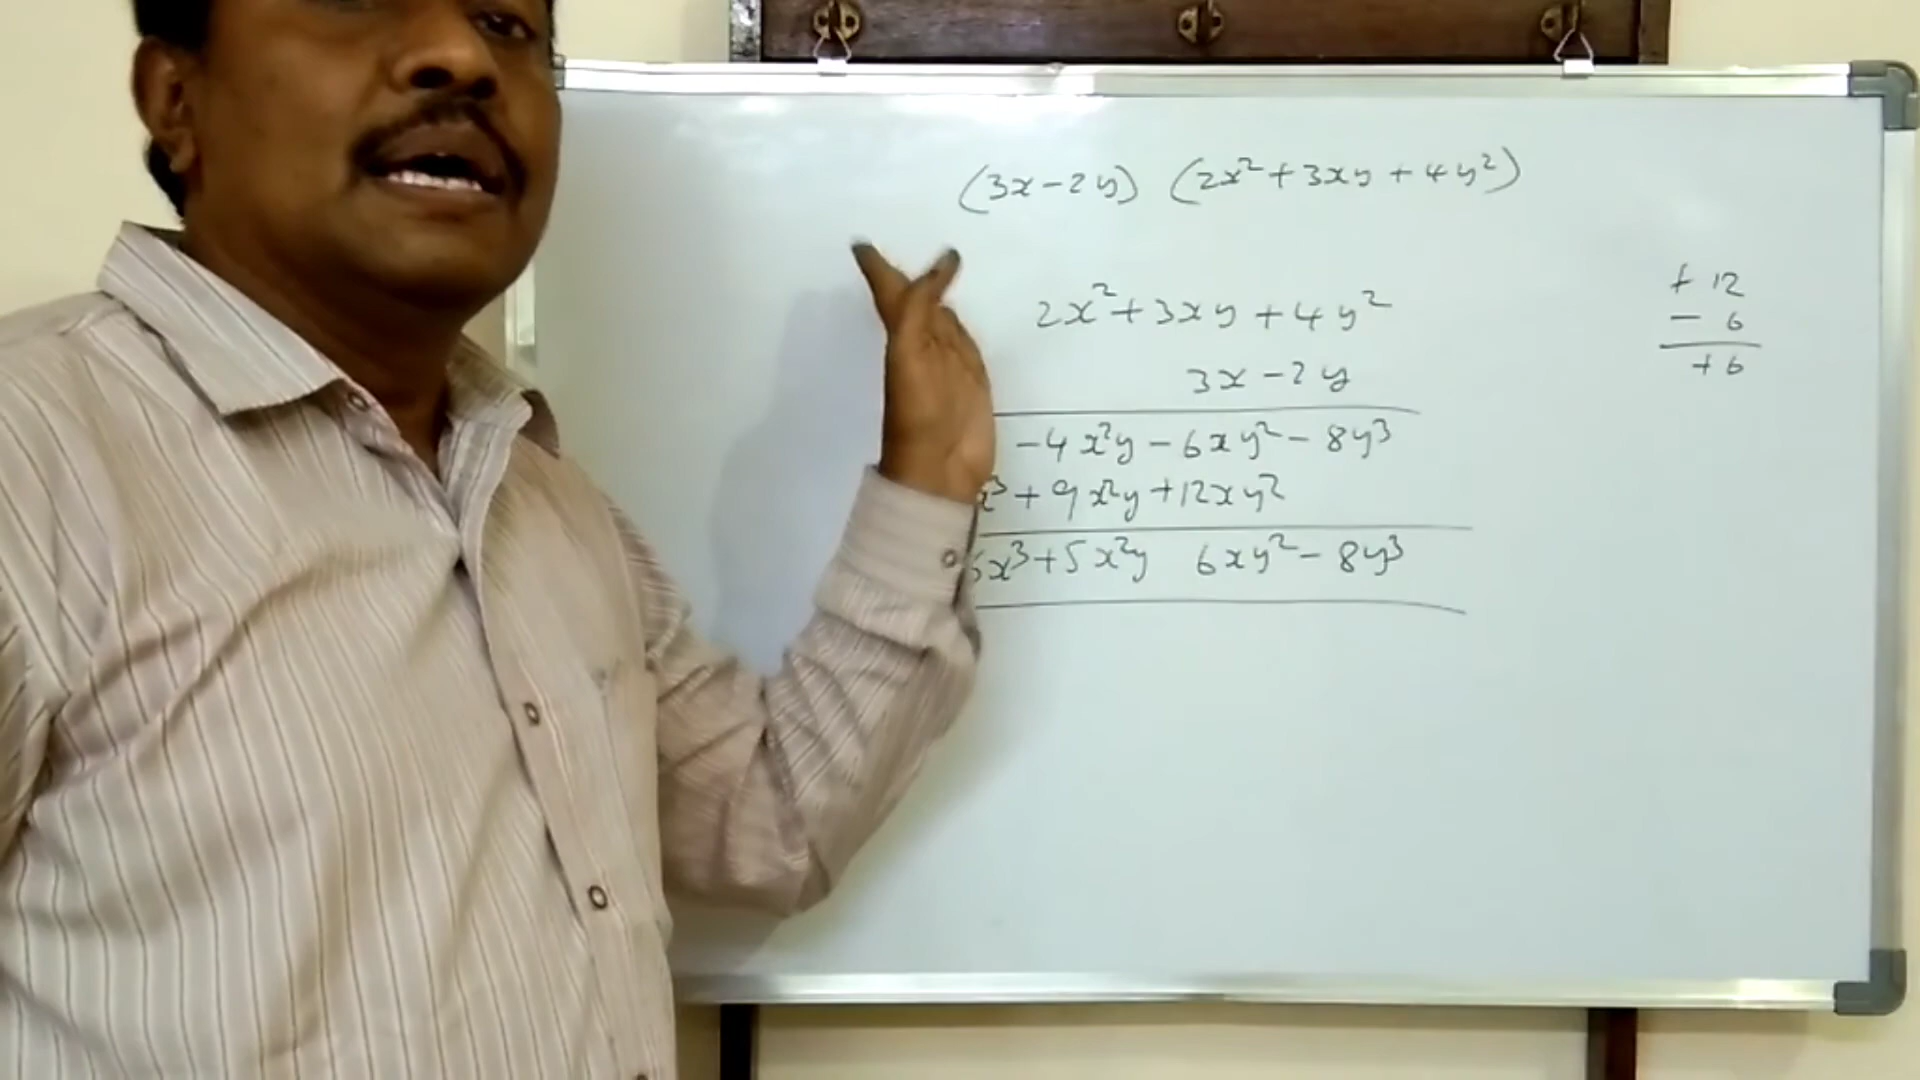 (3x-2y) (2x²+3xy+4y²)
2x²+3xy+4y²
3x-2y
-4x²y-6xy²-8y³
x³+9x²y+12xy²
6x³+5x²y 6xy²-8y³
+12
- 6
+6